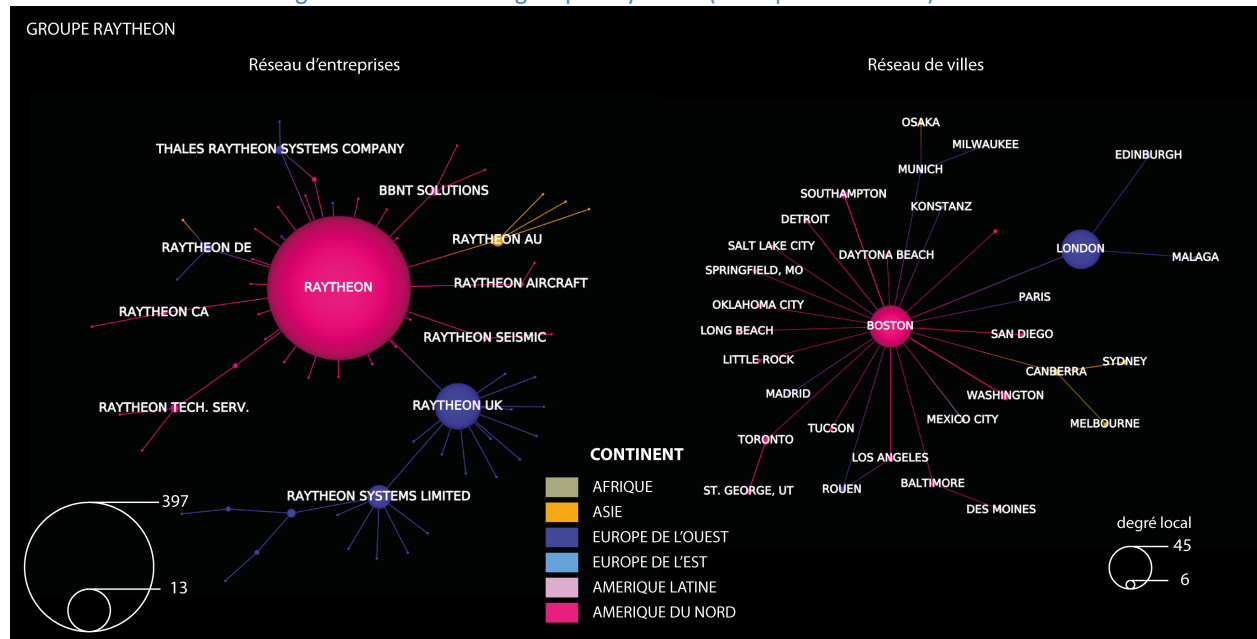 GROUPE RAYTHEON
Réseau d'entreprises
THALES RAYTHEON SYSTEMS COMPANY
BBNT SOLUTIONS
RAYTHEON AU
RAYTHEON DE
RAYTHEON
RAYTHEON AIRCRAFT
RAYTHEON CA
RAYTHEON SEISMIC
RAYTHEON TECH. SERV.
RAYTHEON UK
RAYTHEON SYSTEMS LIMITED
397
13
CONTINENT
AFRIQUE
ASIE
EUROPE DE L'OUEST
EUROPE DE L'EST
AMERIQUE LATINE
AMERIQUE DU NORD
Réseau de villes
OSAKA
MILWAUKEE
EDINBURGH
MUNICH
SOUTHAMPTON
KONSTANZ
DETROIT
SALT LAKE CITY
DAYTONA BEACH
LONDON
MALAGA
SPRINGFIELD, MO
PARIS
OKLAHOMA CITY
LONG BEACH
BOSTON
SAN DIEGO
LITTLE ROCK
SYDNEY
CANBERRA
MADRID
WASHINGTON
MEXICO CITY
MELBOURNE
TUCSON
TORONTO
LOS ANGELES
ST. GEORGE, UT
ROUEN
BALTIMORE
DES MOINES
degré local
45
6